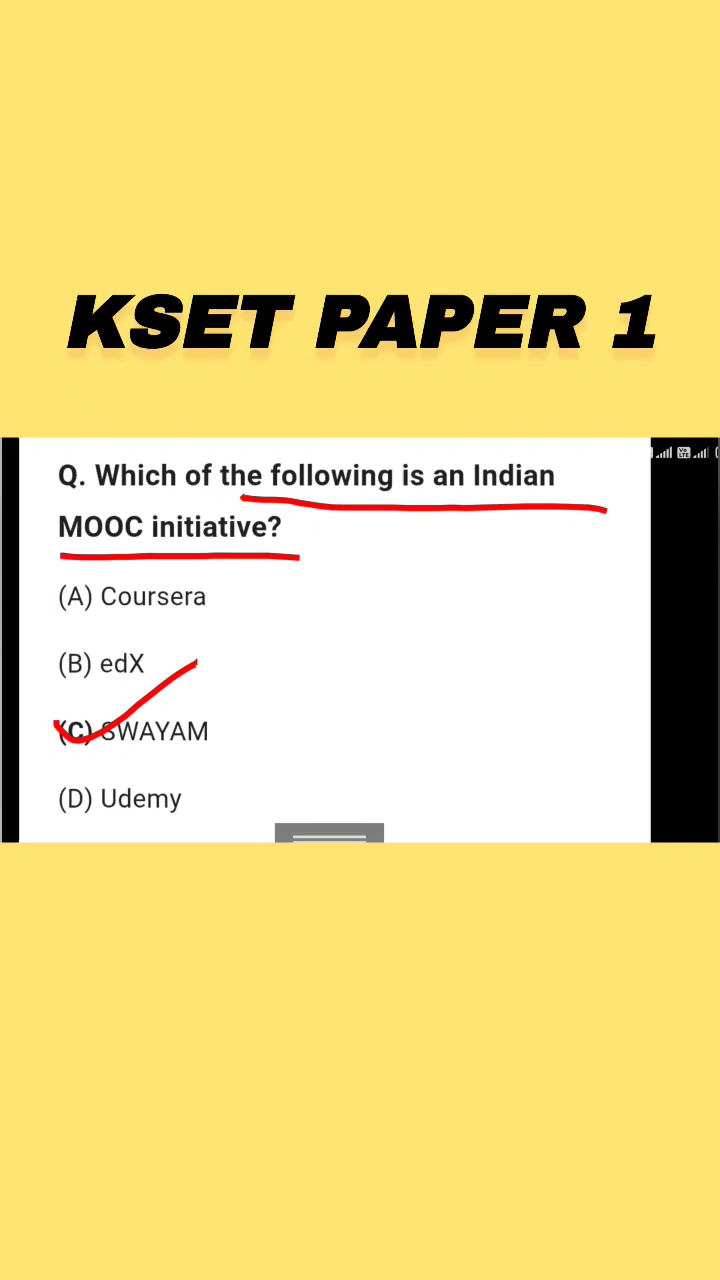 KSET PAPER 1
Q. Which of the following is an Indian
MOOC initiative?
(A) Coursera
(B) edX
(C) SWAYAM
(D) Udemy